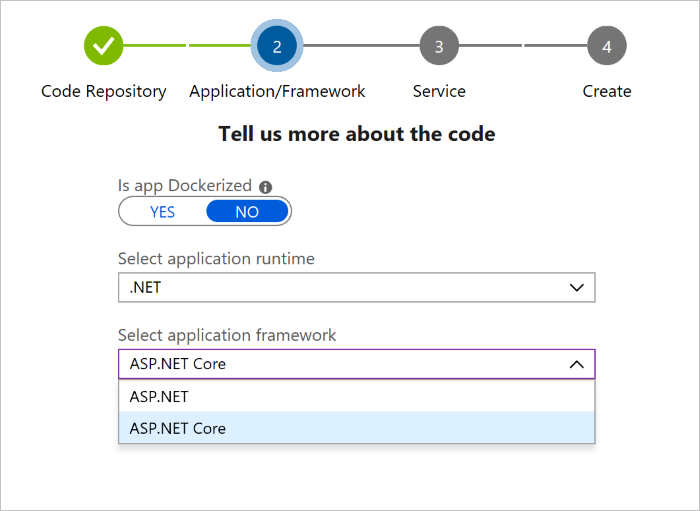 2 3 4
Code Repository Application/Framework Service Create
Tell us more about the code
Is app Dockerized
YES NO
Select application runtime
.NET
Select application framework
ASP.NET Core
ASP.NET
ASP.NET Core